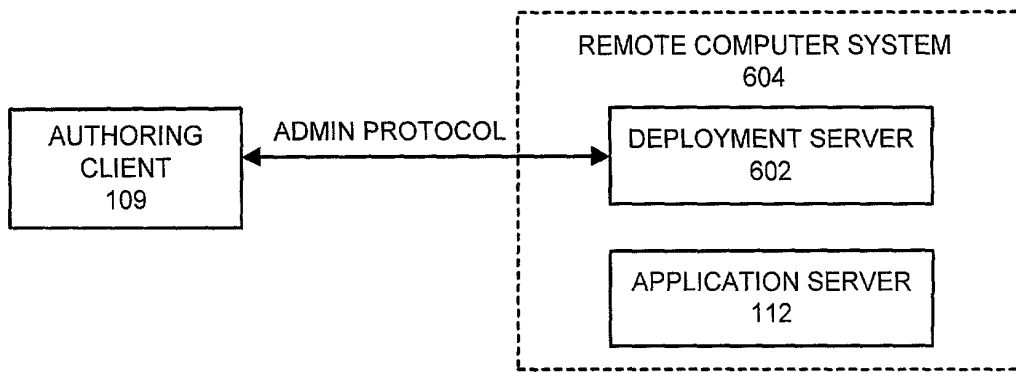 REMOTE COMPUTER SYSTEM
604
AUTHORING
CLIENT
109
ADMIN PROTOCOL
DEPLOYMENT SERVER
602
APPLICATION SERVER
112